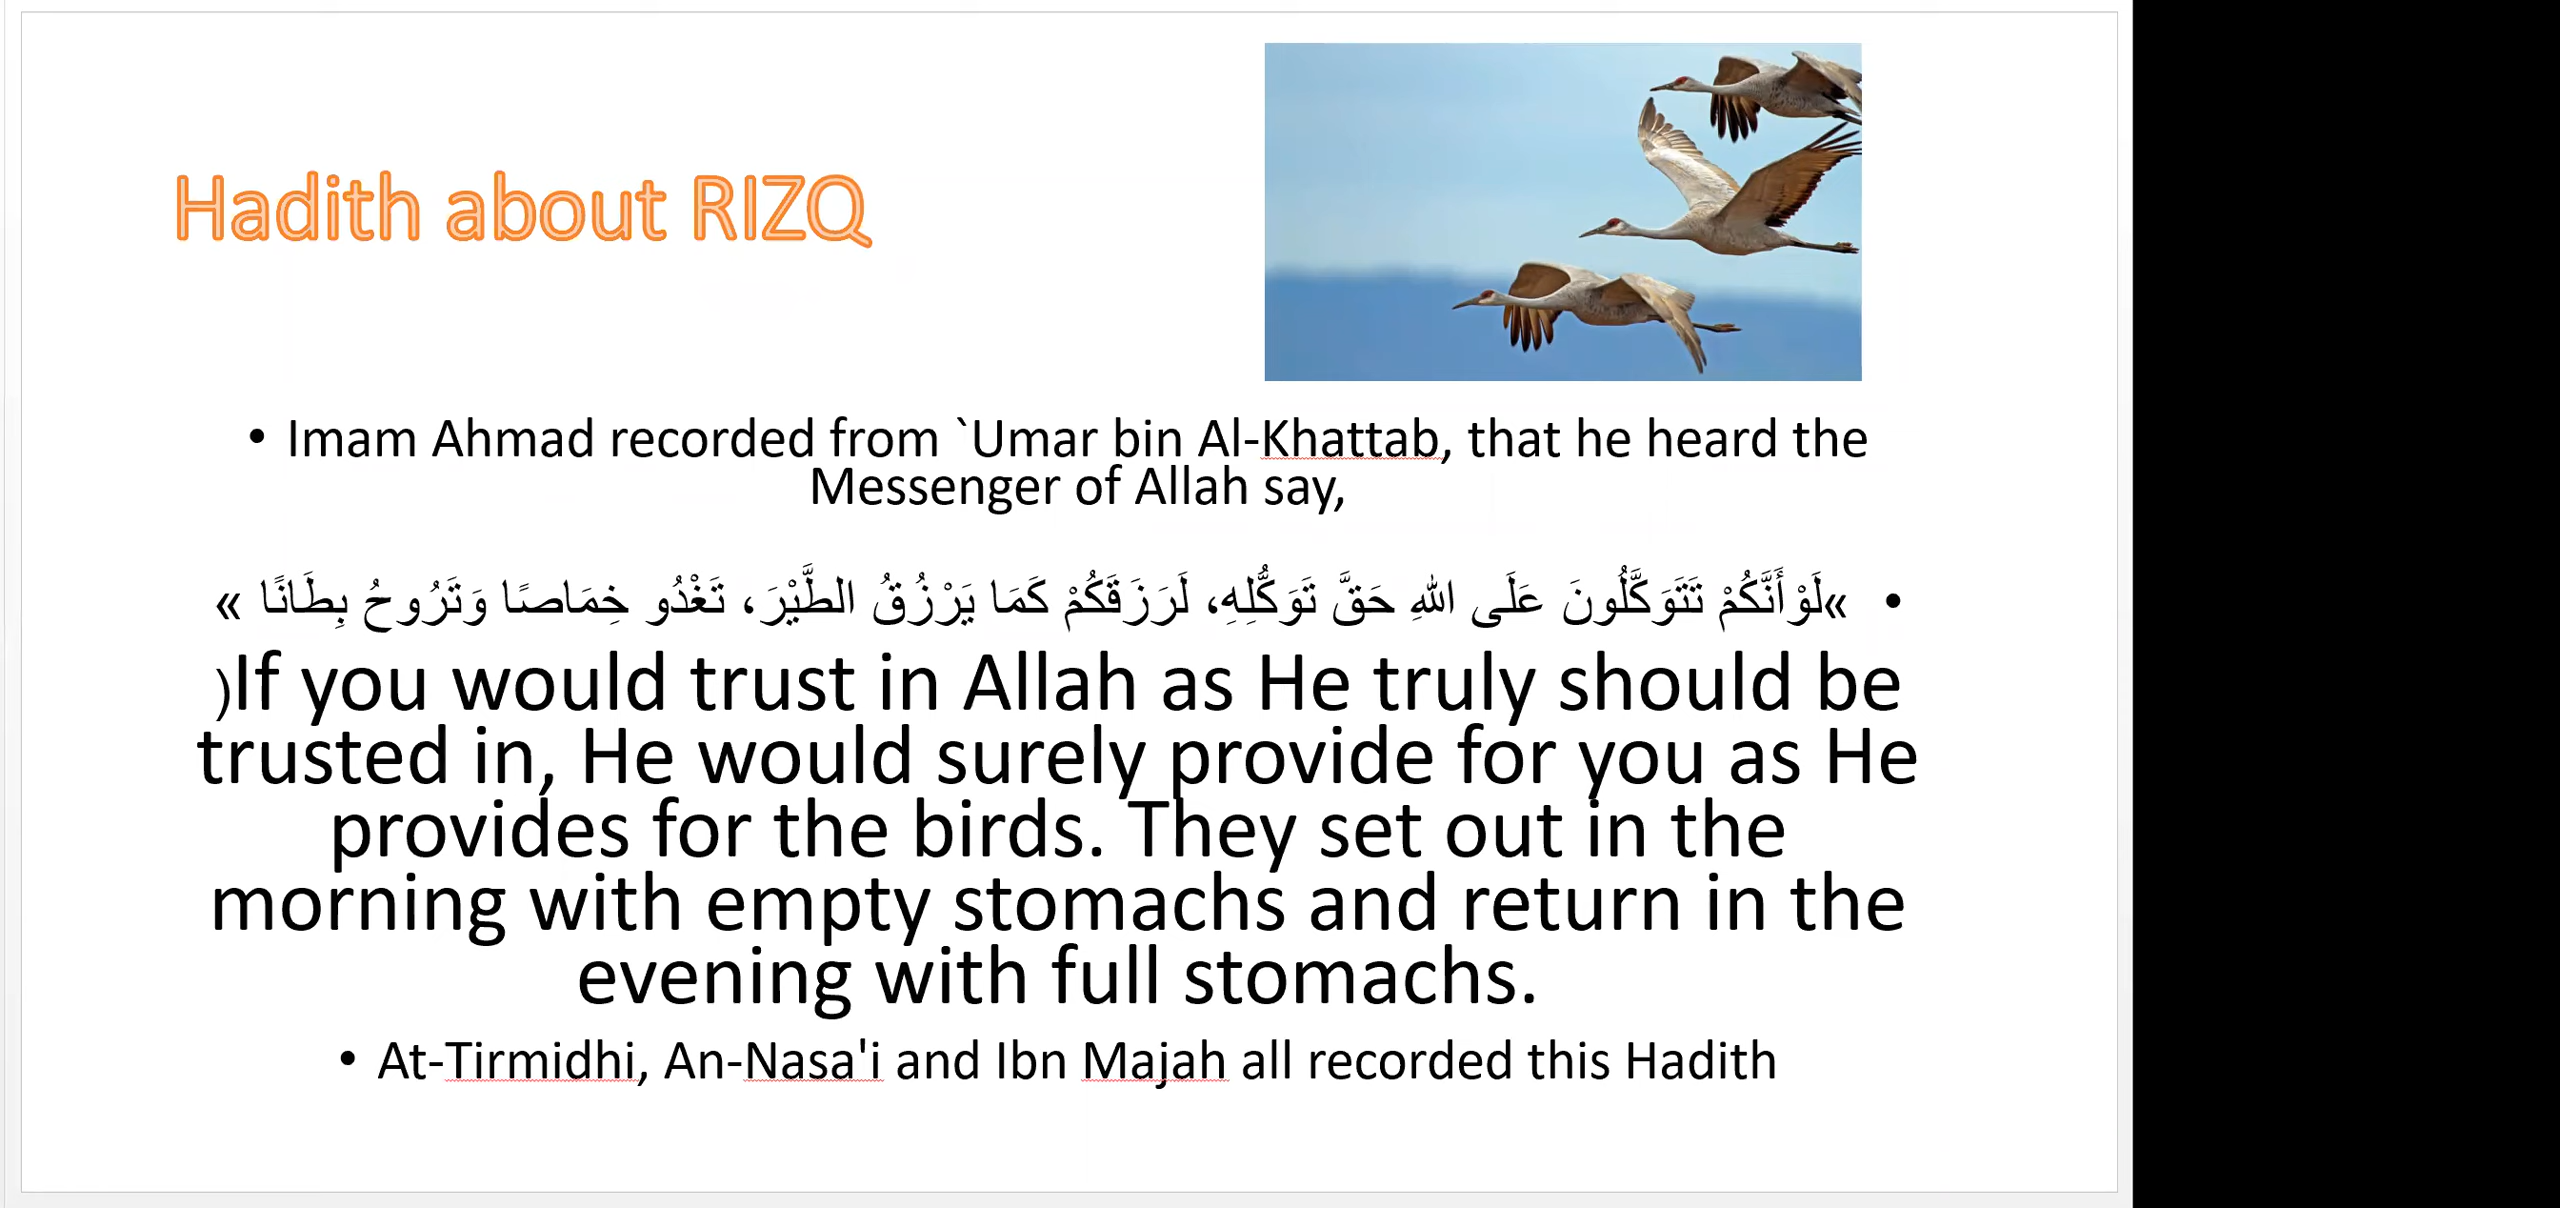 Hadith about RIZQ
• Imam Ahmad recorded from `Umar bin Al-Khattab, that he heard the
Messenger of Allah say,
• «لَوْ أَنَّكُمْ تَتَوَكَّلُونَ عَلَى اللهِ حَقَّ تَوَكُّلِهِ، لَرَزَقَكُمْ كَمَا يَرْزُقُ الطَّيْرَ، تَغْدُو خِمَاصًا وَتَرُوحُ بِطَانًا »
)If you would trust in Allah as He truly should be
trusted in, He would surely provide for you as He
provides for the birds. They set out in the
morning with empty stomachs and return in the
evening with full stomachs.
• At-Tirmidhi, An-Nasa'i and Ibn Majah all recorded this Hadith